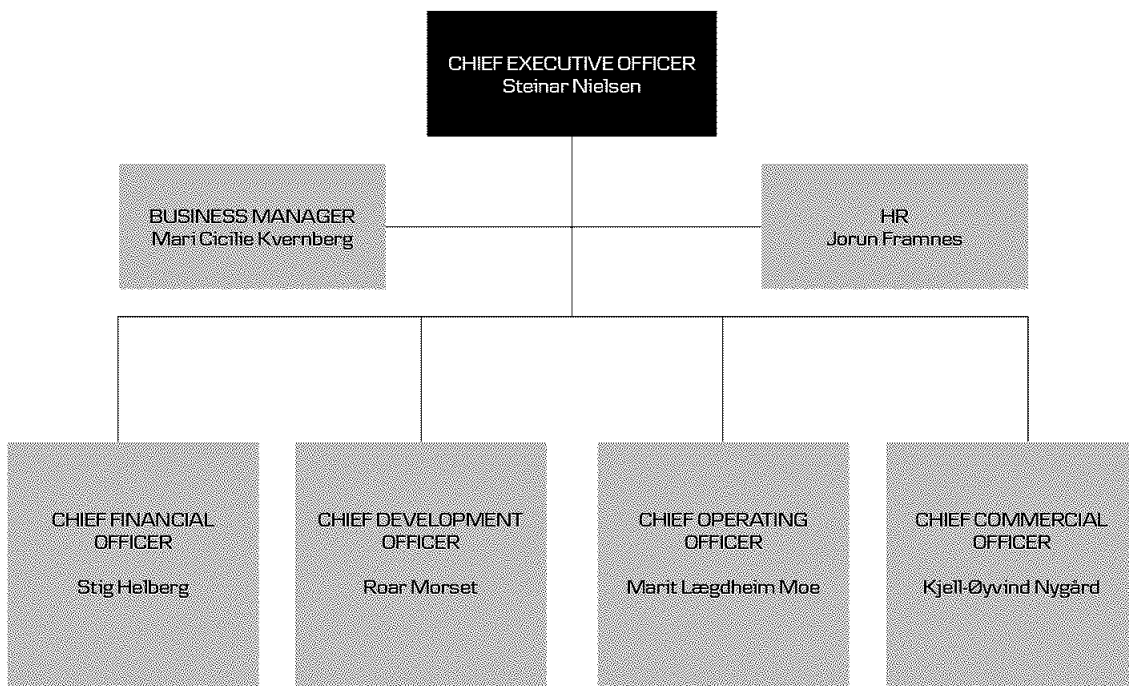 CHIEF EXECUTIVE OFFICER
Steinar Nielsen
BUSINESS MANAGER
Mari Cicilie Kvernberg
HR
Jorun Framnes
CHIEF FINANCIAL
OFFICER
Stig Helberg
CHIEF DEVELOPMENT
OFFICER
Roar Morset
CHIEF OPERATING
OFFICER
Marit Lægdheim Moe
CHIEF COMMERCIAL
OFFICER
Kjell-Øyvind Nygård